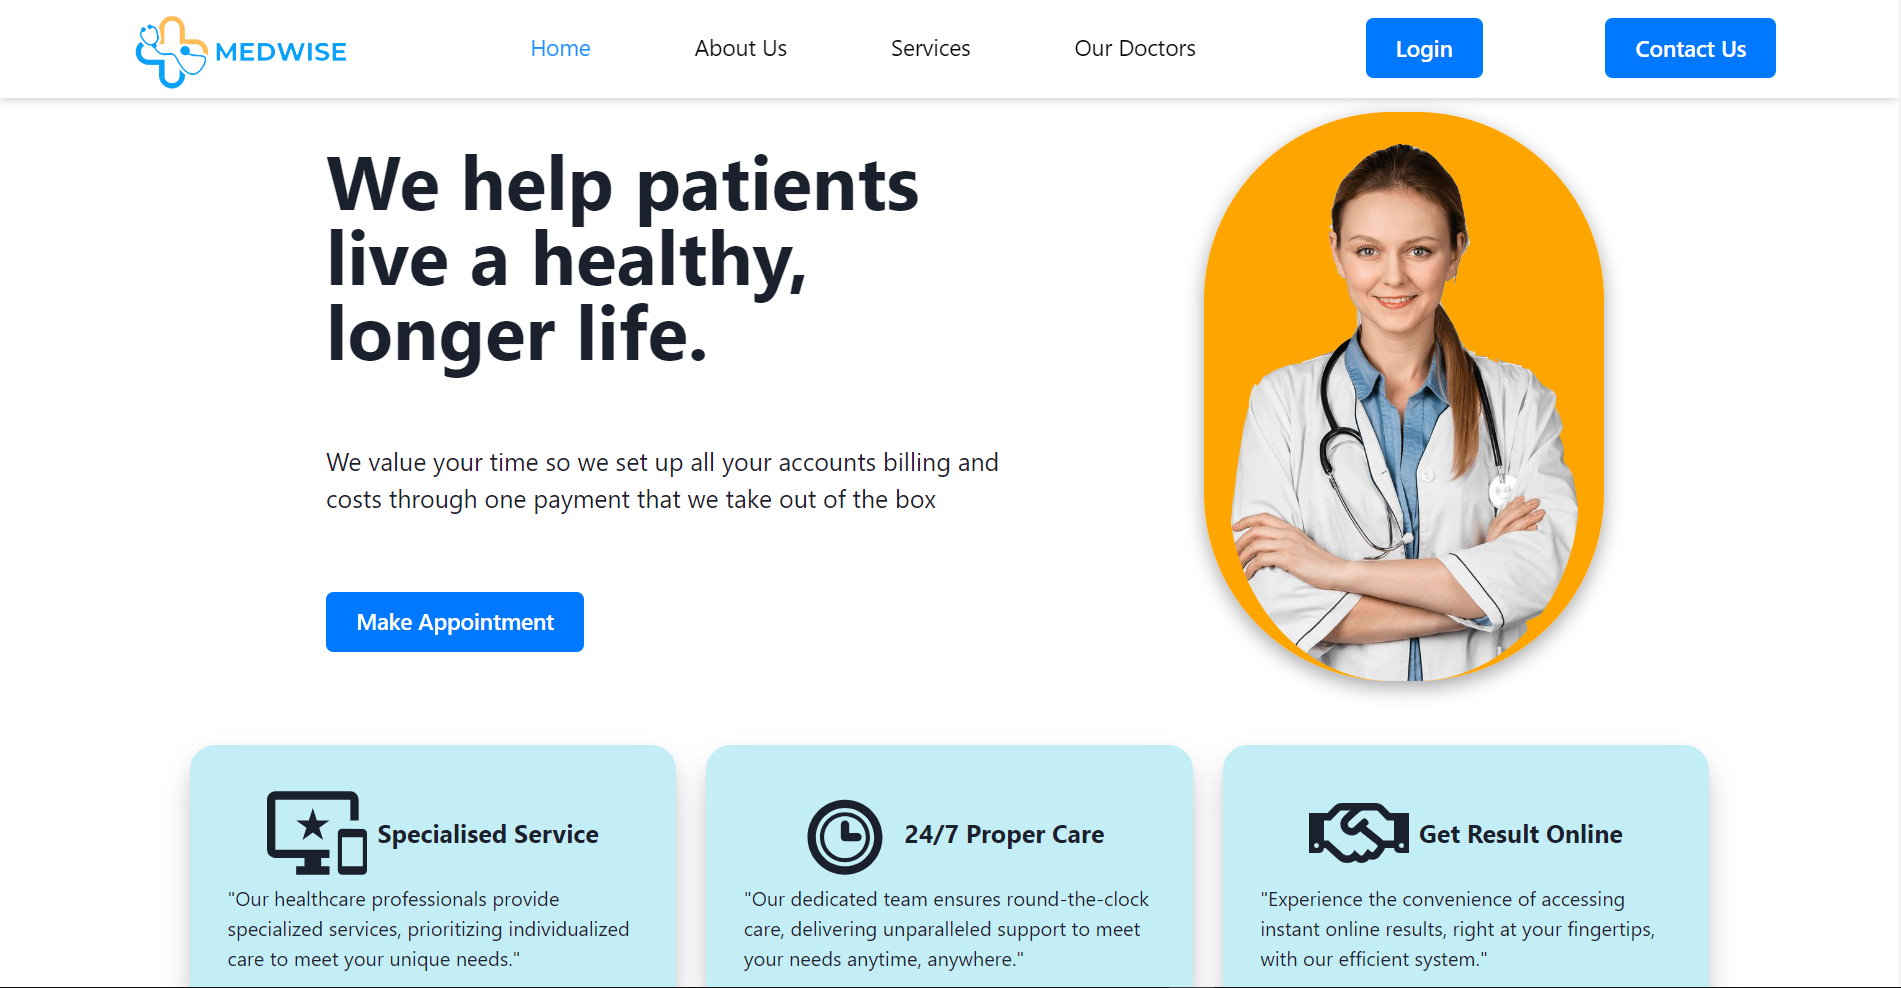 MEDWISE
Home
About Us
Services
Our Doctors
Login
Contact Us
We help patients
live a healthy,
longer life.
We value your time so we set up all your accounts billing and
costs through one payment that we take out of the box
Make Appointment
Specialised Service
"Our healthcare professionals provide
specialized services, prioritizing individualized
care to meet your unique needs."
24/7 Proper Care
"Our dedicated team ensures round-the-clock
care, delivering unparalleled support to meet
your needs anytime, anywhere."
Get Result Online
"Experience the convenience of accessing
instant online results, right at your fingertips,
with our efficient system."